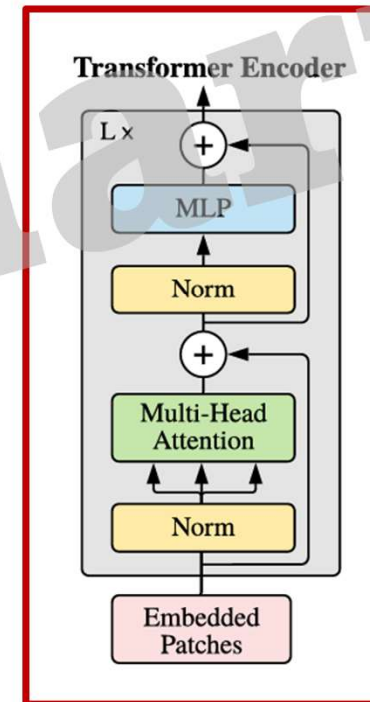 Transformer Encoder
L ×
+
MLP
Norm
+
Multi-Head
Attention
Norm
Embedded
Patches